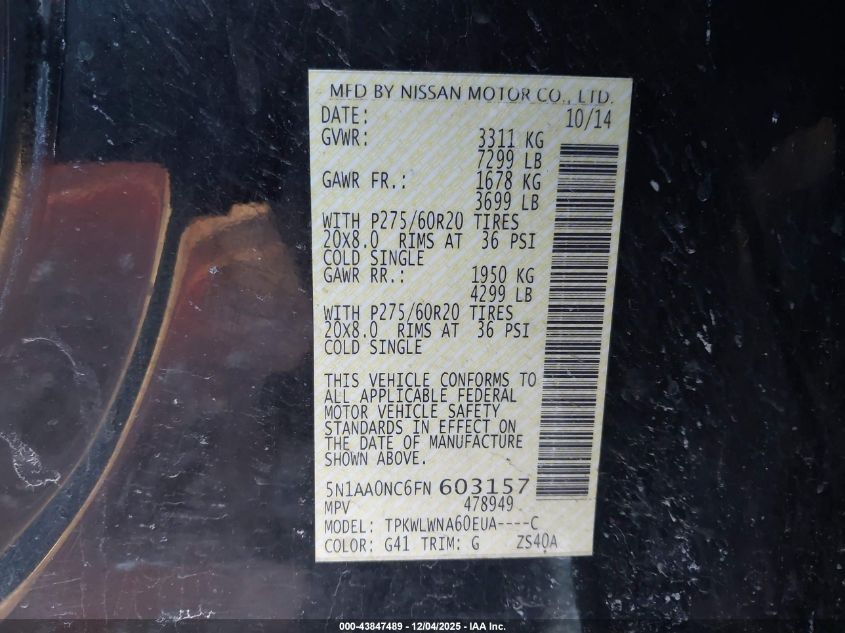 MFD BY NISSAN MOTOR CO., LTD.
DATE: 10/14
GVWR: 3311 KG
7299 LB
GAWR FR.: 1678 KG
3699 LB
WITH P275/60R20 TIRES
20X8.0 RIMS AT 36 PSI
COLD SINGLE
GAWR RR.: 1950 KG
4299 LB
WITH P275/60R20 TIRES
20X8.0 RIMS AT 36 PSI
COLD SINGLE
THIS VEHICLE CONFORMS TO
ALL APPLICABLE FEDERAL
MOTOR VEHICLE SAFETY
STANDARDS IN EFFECT ON
THE DATE OF MANUFACTURE
SHOWN ABOVE.
5N1AA0NC6FN 603157
MPV 478949
MODEL: TPKWLWNA60EUA----C
COLOR: G41 TRIM: G ZS40A
000-43847489 - 12/04/2025 - IAA Inc.